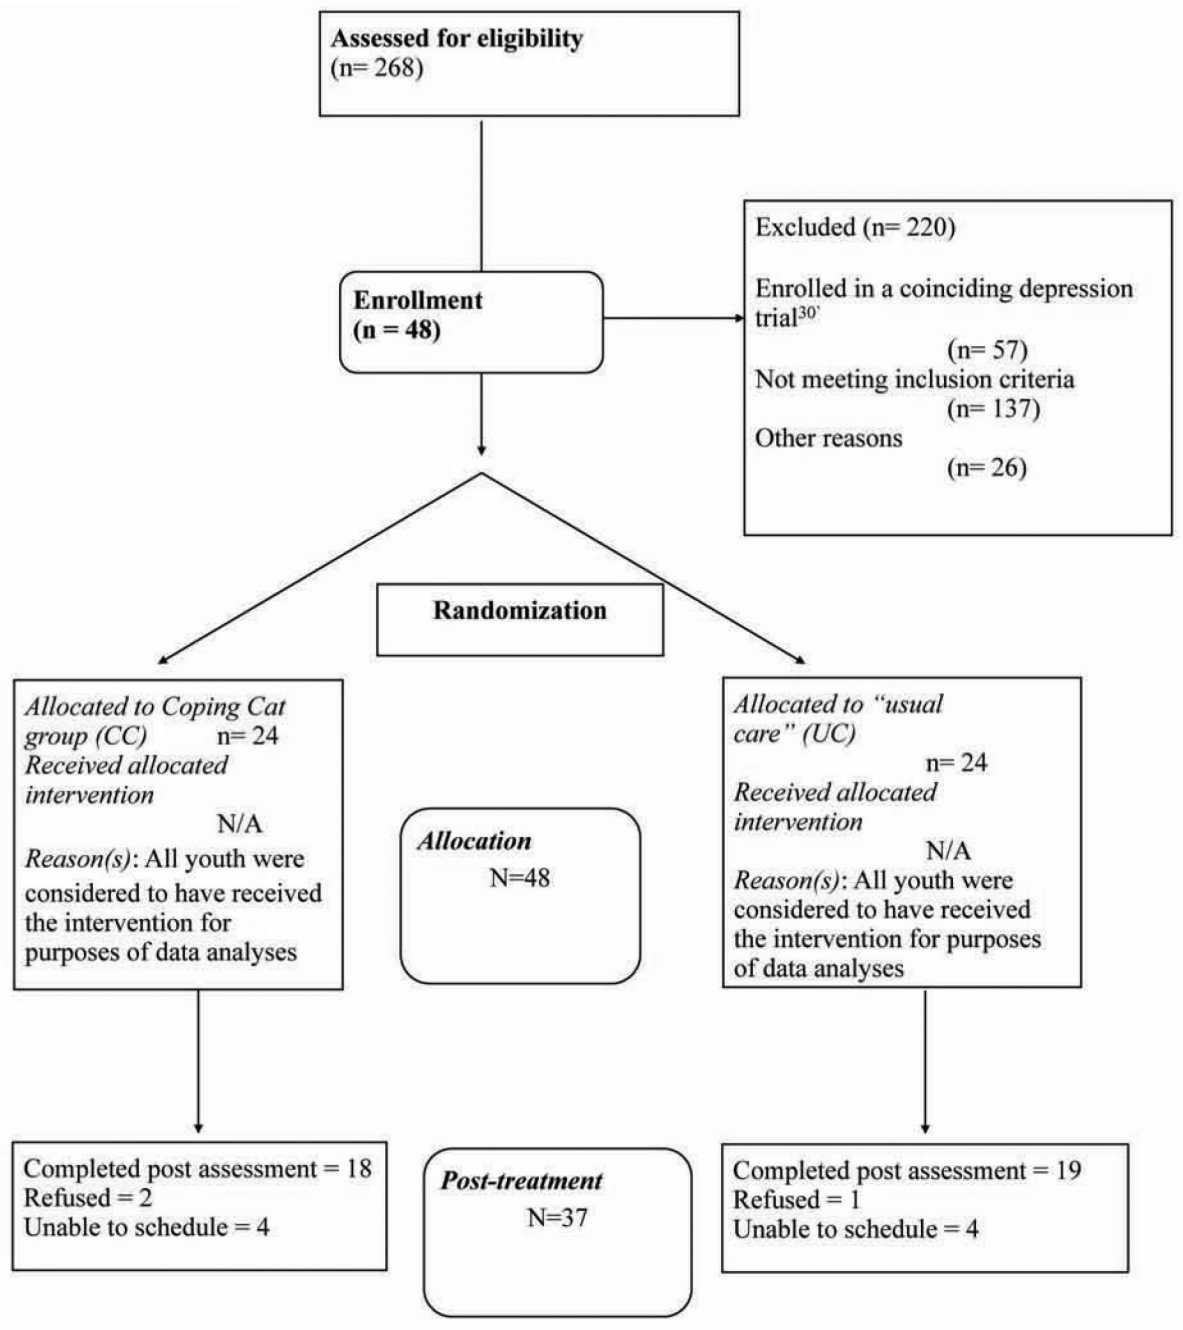 Assessed for eligibility
(n= 268)
Excluded (n= 220)
Enrolled in a coinciding depression
trial30`
(n= 57)
Not meeting inclusion criteria
(n= 137)
Other reasons
(n= 26)
Enrollment
(n = 48)
Randomization
Allocated to Coping Cat
group (CC) n= 24
Received allocated
intervention
N/A
Reason(s): All youth were
considered to have received
the intervention for
purposes of data analyses
Allocation
N=48
Allocated to “usual
care” (UC)
n= 24
Received allocated
intervention
N/A
Reason(s): All youth were
considered to have received
the intervention for purposes
of data analyses
Completed post assessment = 18
Refused = 2
Unable to schedule = 4
Post-treatment
N=37
Completed post assessment = 19
Refused = 1
Unable to schedule = 4